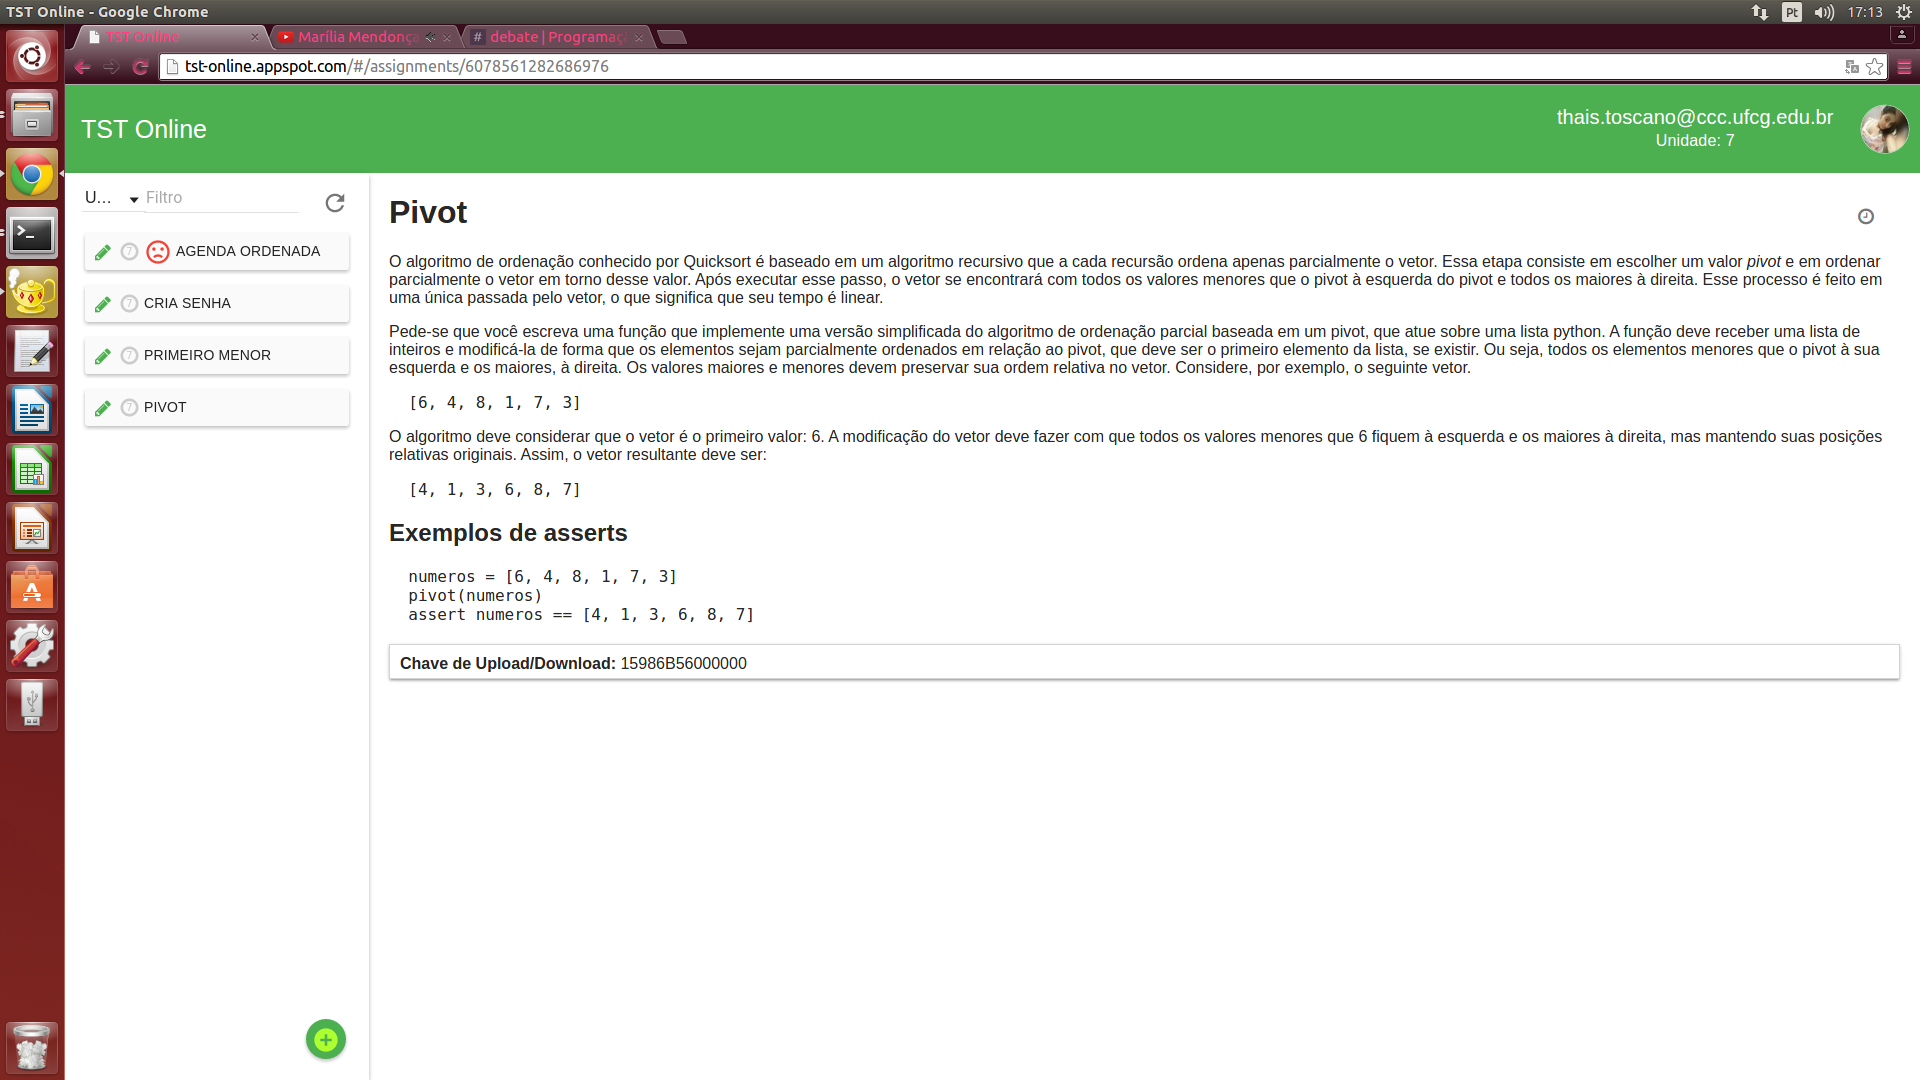 TST Online - Google Chrome
Pt
17:13
TST Online
Marília Mendonça
# debate | Programaç
tst-online.appspot.com/#/assignments/6078561282686976
TST Online
thais.toscano@ccc.ufcg.edu.br
Unidade: 7
U...
Filtro
7 AGENDA ORDENADA
7 CRIA SENHA
7 PRIMEIRO MENOR
7 PIVOT
Pivot
O algoritmo de ordenação conhecido por Quicksort é baseado em um algoritmo recursivo que a cada recursão ordena apenas parcialmente o vetor. Essa etapa consiste em escolher um valor pivot e em ordenar
parcialmente o vetor em torno desse valor. Após executar esse passo, o vetor se encontrará com todos os valores menores que o pivot à esquerda do pivot e todos os maiores à direita. Esse processo é feito em
uma única passada pelo vetor, o que significa que seu tempo é linear.
Pede-se que você escreva uma função que implemente uma versão simplificada do algoritmo de ordenação parcial baseada em um pivot, que atue sobre uma lista python. A função deve receber uma lista de
inteiros e modificá-la de forma que os elementos sejam parcialmente ordenados em relação ao pivot, que deve ser o primeiro elemento da lista, se existir. Ou seja, todos os elementos menores que o pivot à sua
esquerda e os maiores, à direita. Os valores maiores e menores devem preservar sua ordem relativa no vetor. Considere, por exemplo, o seguinte vetor.
[6, 4, 8, 1, 7, 3]
O algoritmo deve considerar que o vetor é o primeiro valor: 6. A modificação do vetor deve fazer com que todos os valores menores que 6 fiquem à esquerda e os maiores à direita, mas mantendo suas posições
relativas originais. Assim, o vetor resultante deve ser:
[4, 1, 3, 6, 8, 7]
Exemplos de asserts
numeros = [6, 4, 8, 1, 7, 3]
pivot(numeros)
assert numeros == [4, 1, 3, 6, 8, 7]
Chave de Upload/Download: 15986B56000000